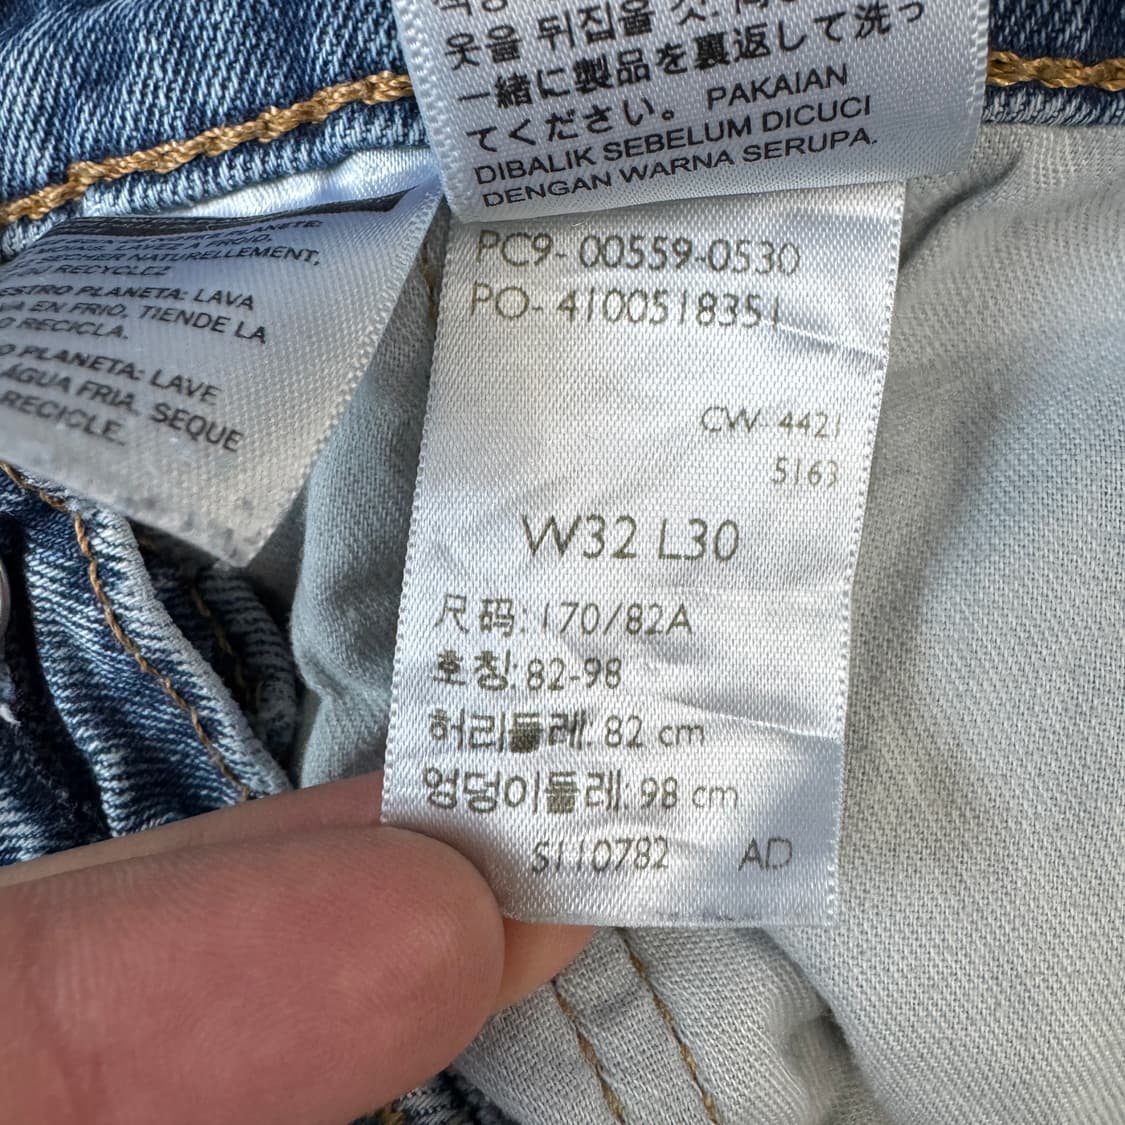 옷을 뒤집을 것.
一緒に製品を裏返して洗っ
てください。 PAKAIAN
DIBALIK SEBELUM DICUCI
DENGAN WARNA SERUPA.
PC9- 00559-0530
PO- 4100518351
CW 4421
5163
W32 L30
尺码: 170/82A
호칭: 82-98
허리둘레: 82 cm
엉덩이둘레: 98 cm
5110782 AD
LAVEZ A FROID,
SECHER NATURELLEMENT,
OU RECYCLEZ
PLANETA: LAVA
EN FRIO, TIENDE LA
O RECICLA.
PLANETA: LAVE
ÁGUA FRIA. SEQUE
RECICLE.